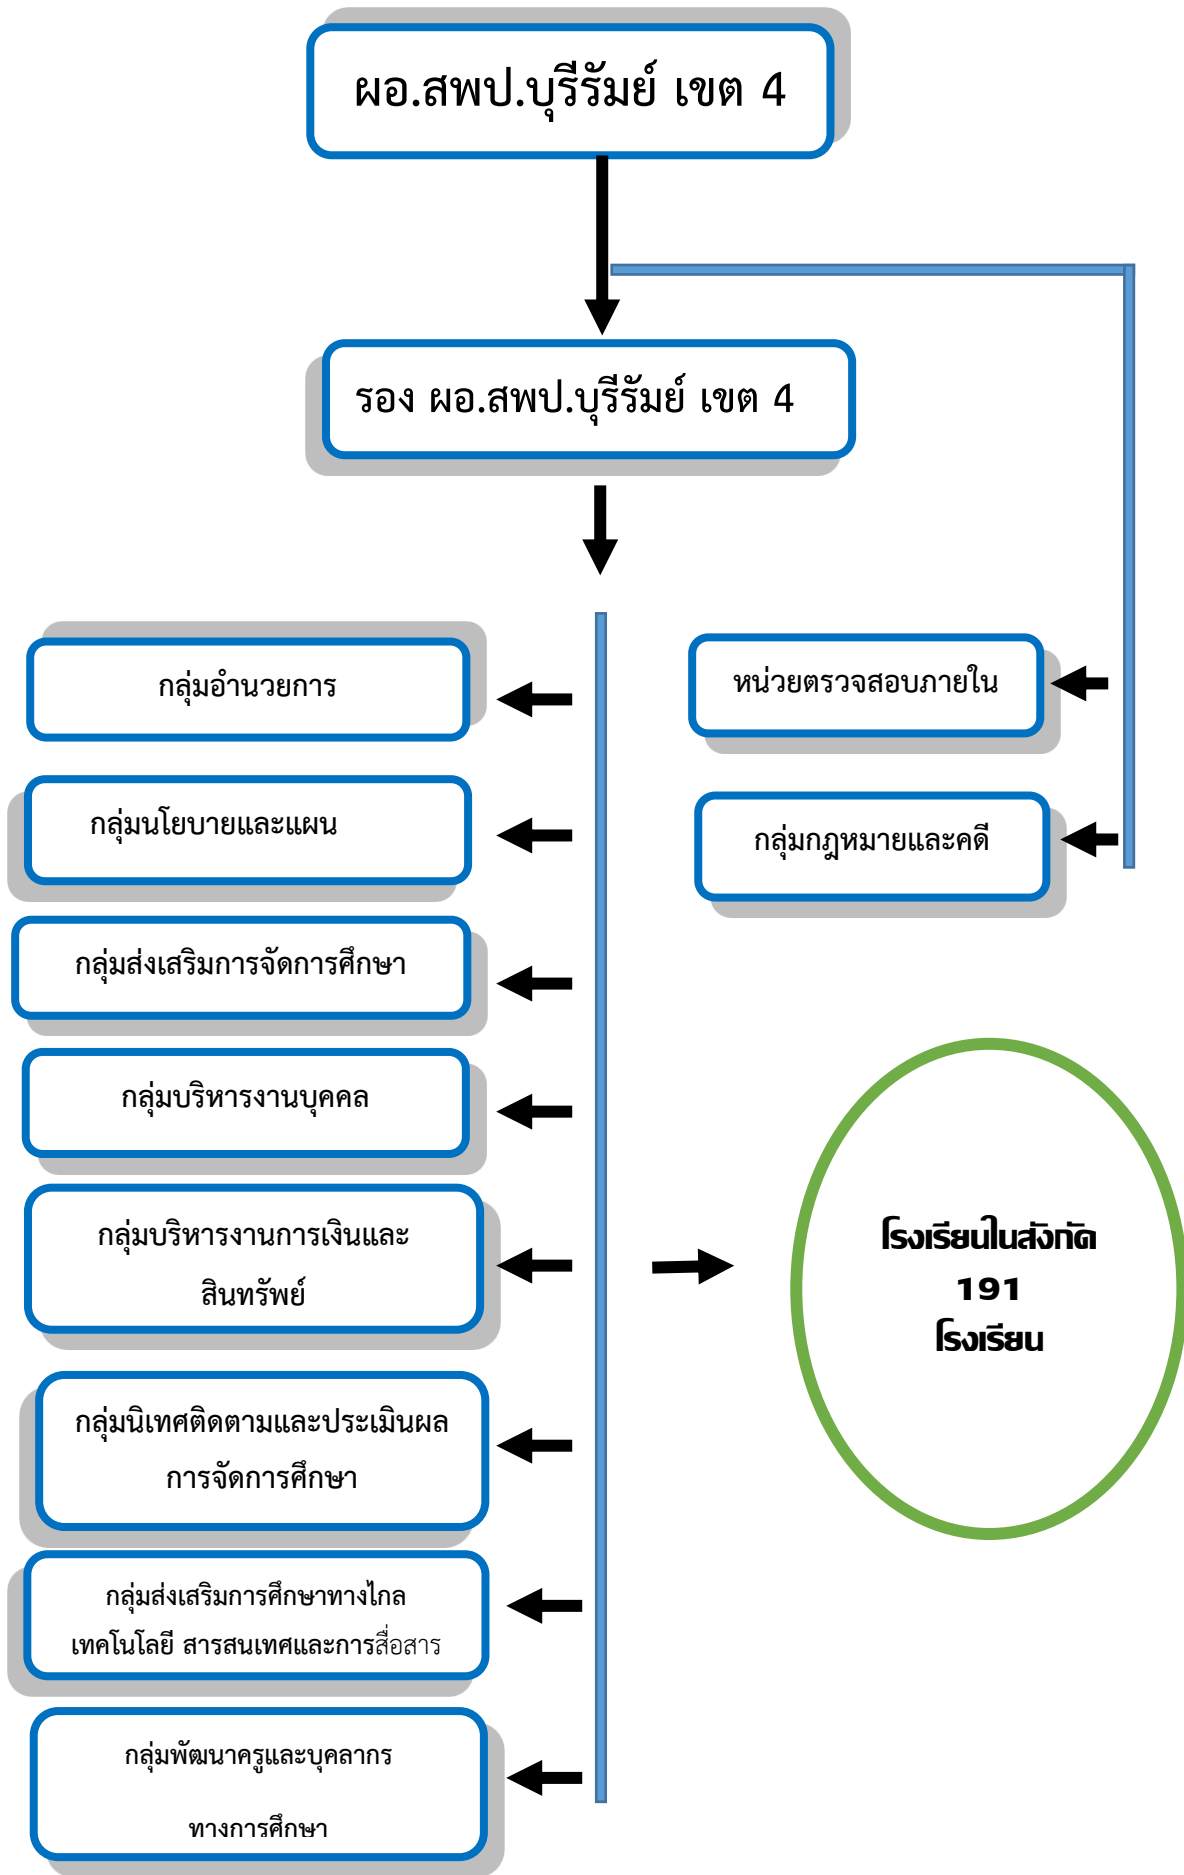 ผอ.สพป.บุรีรัมย์ เขต 4
รอง ผอ.สพป.บุรีรัมย์ เขต 4
กลุ่มอำนวยการ
กลุ่มนโยบายและแผน
กลุ่มส่งเสริมการจัดการศึกษา
กลุ่มบริหารงานบุคคล
กลุ่มบริหารงานการเงินและ
สินทรัพย์
กลุ่มนิเทศติดตามและประเมินผล
การจัดการศึกษา
กลุ่มส่งเสริมการศึกษาทางไกล
เทคโนโลยี สารสนเทศและการสื่อสาร
กลุ่มพัฒนาครูและบุคลากร
ทางการศึกษา
หน่วยตรวจสอบภายใน
กลุ่มกฎหมายและคดี
โรงเรียนในสังกัด
191
โรงเรียน